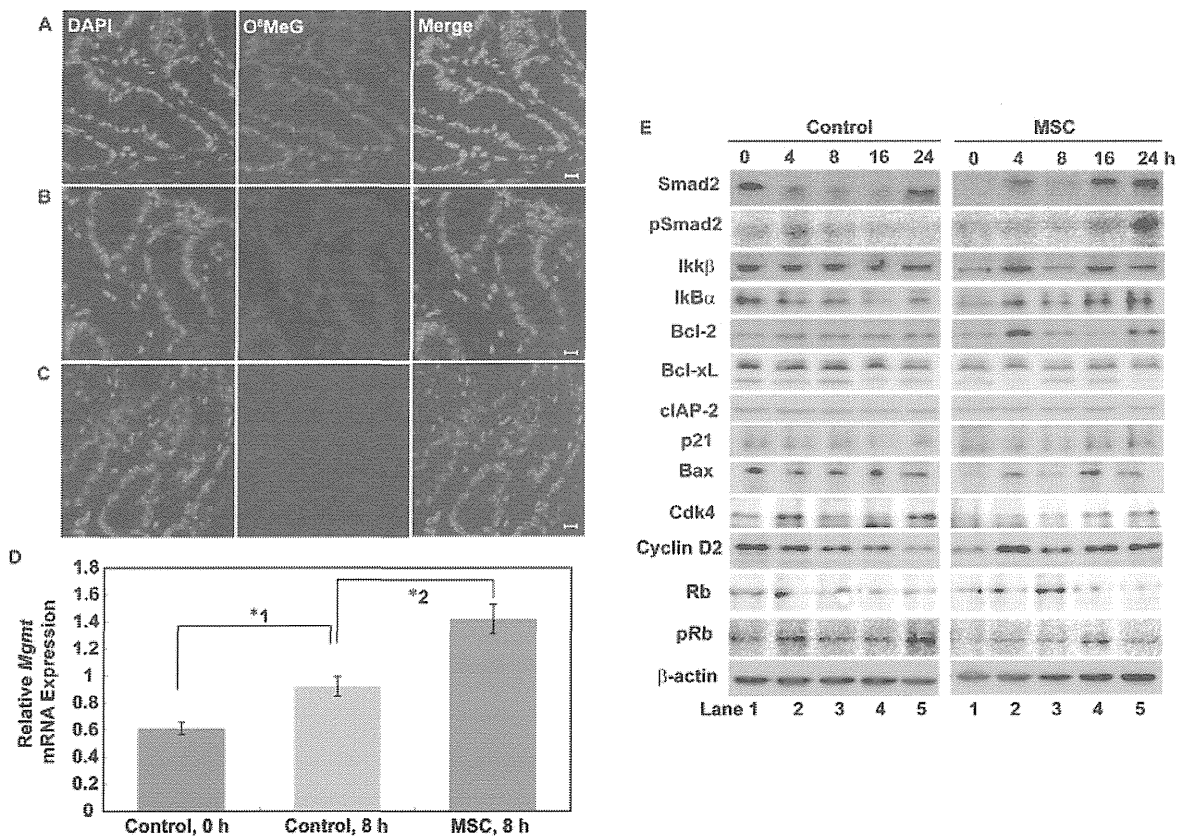 A DAPI O⁶MeG Merge
B
C
D
1.8
1.6
1.4
1.2
1
0.8
0.6
0.4
0.2
0
Relative Mgmt
mRNA Expression
*1
*2
Control, 0 h Control, 8 h MSC, 8 h
E
Control MSC
0 4 8 16 24 0 4 8 16 24 h
Smad2
pSmad2
Ikkβ
IkBα
Bcl-2
Bcl-xL
cIAP-2
p21
Bax
Cdk4
Cyclin D2
Rb
pRb
β-actin
Lane 1 2 3 4 5 1 2 3 4 5